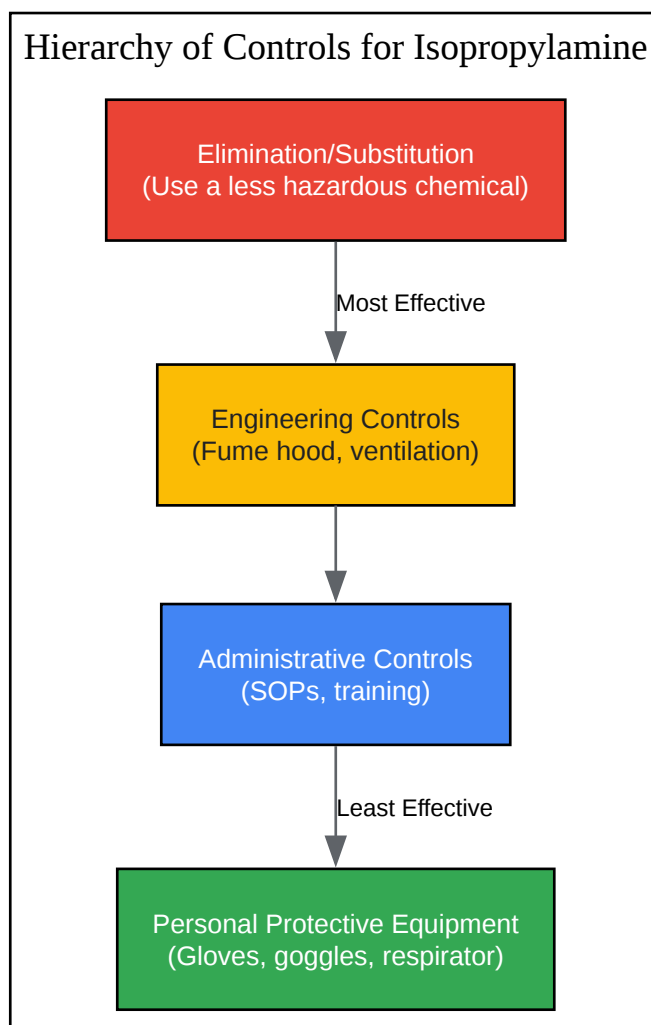 Hierarchy of Controls for Isopropylamine
Elimination/Substitution
(Use a less hazardous chemical)
Most Effective
Engineering Controls
(Fume hood, ventilation)
Administrative Controls
(SOPs, training)
Least Effective
Personal Protective Equipment
(Gloves, goggles, respirator)